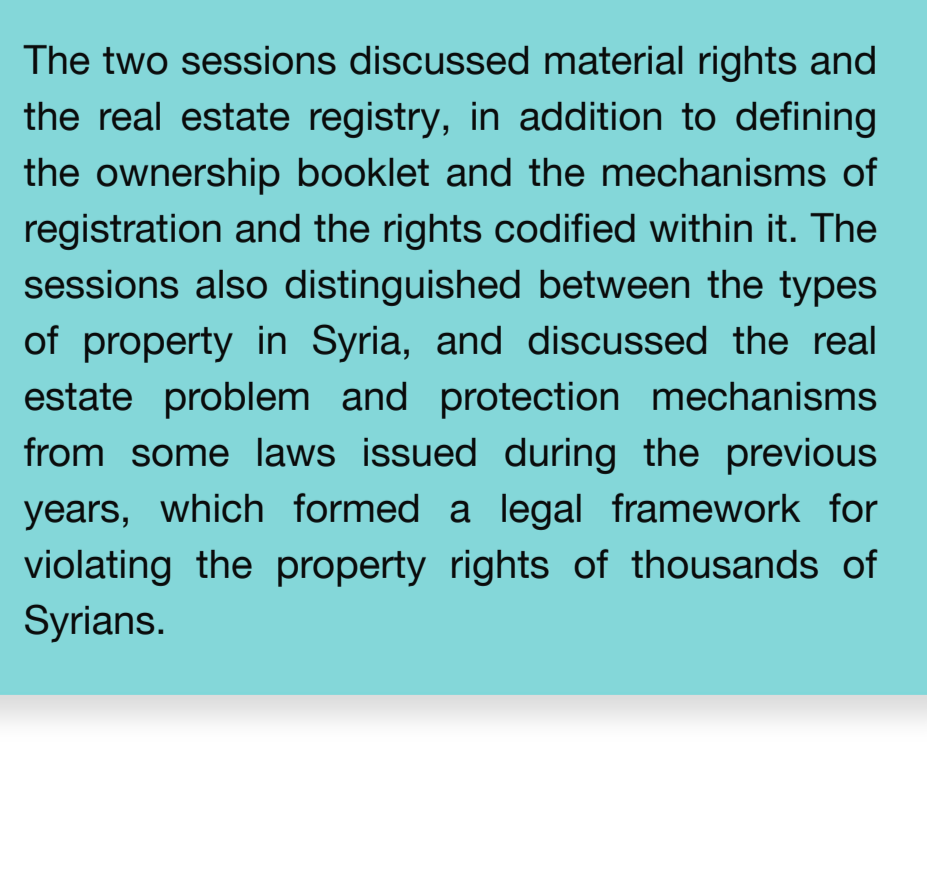 The two sessions discussed material rights and
the real estate registry, in addition to defining
the ownership booklet and the mechanisms of
registration and the rights codified within it. The
sessions also distinguished between the types
of property in Syria, and discussed the real
estate problem and protection mechanisms
from some laws issued during the previous
years, which formed a legal framework for
violating the property rights of thousands of
Syrians.